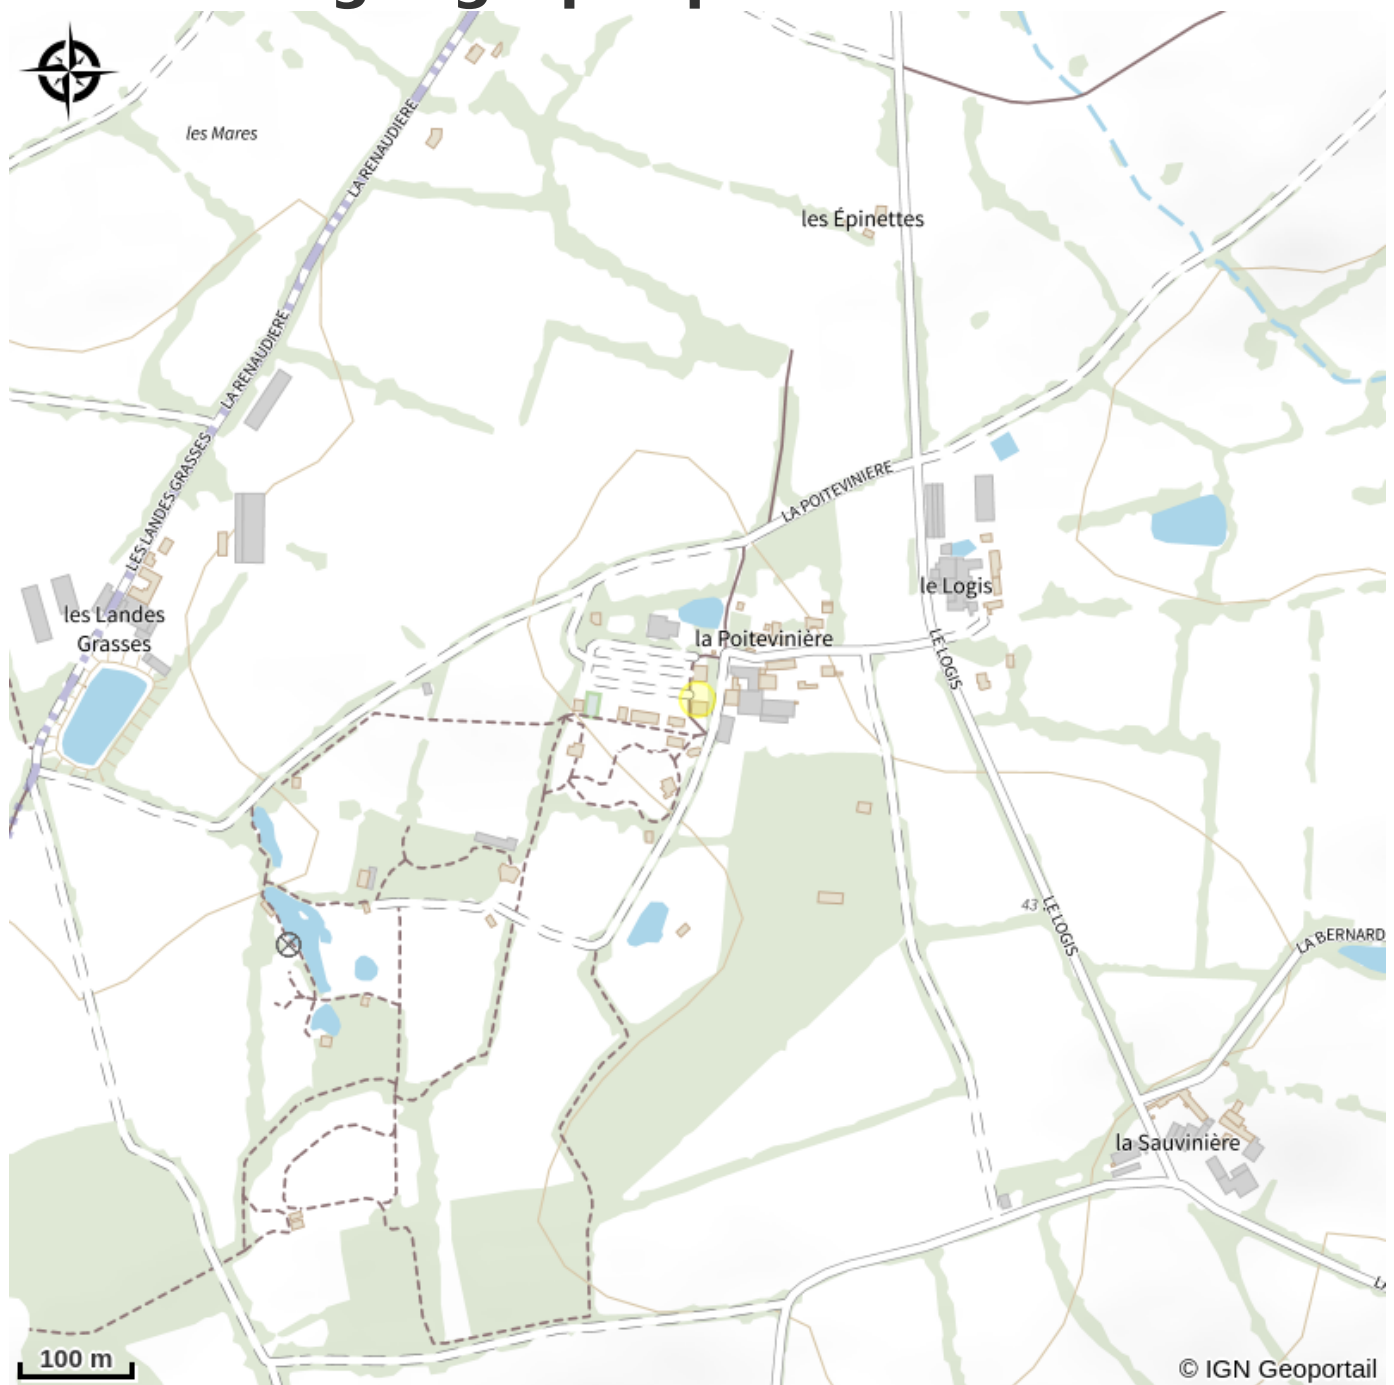 les Mares
LA RENAUDIERE
les Épinettes
LA RENAUDIERE
LES LANDES GRASSES
LA POITEVINIERE
le Logis
les Landes
Grasses
la Poitevinière
LE LOGIS
43
LE LOGIS
LA BERNARD
la Sauvinière
LA
100 m
© IGN Geoportail